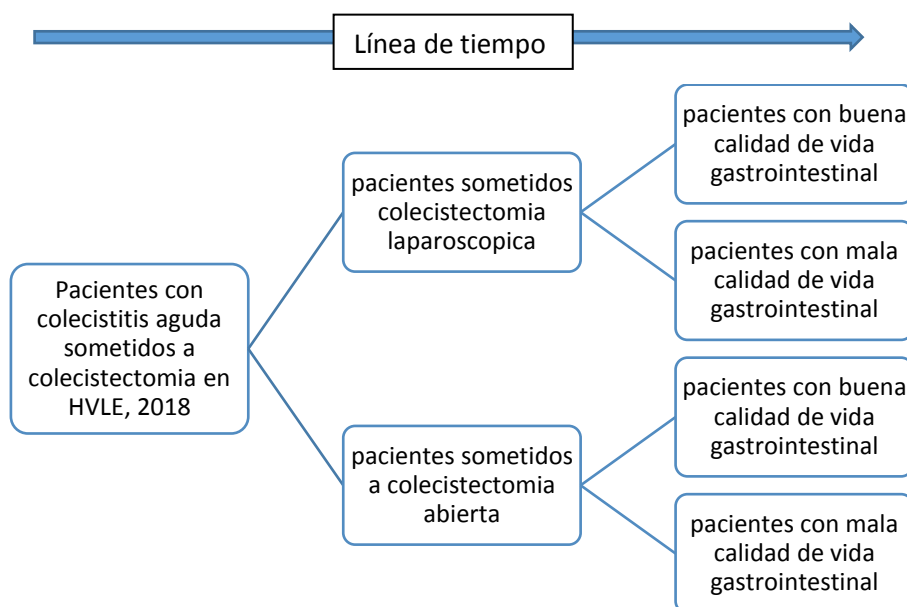 Línea de tiempo
Pacientes con
colecistitis aguda
sometidos a
colecistectomia en
HVLE, 2018
pacientes sometidos
colecistectomia
laparoscopica
pacientes sometidos
a colecistectomia
abierta
pacientes con buena
calidad de vida
gastrointestinal
pacientes con mala
calidad de vida
gastrointestinal
pacientes con buena
calidad de vida
gastrointestinal
pacientes con mala
calidad de vida
gastrointestinal